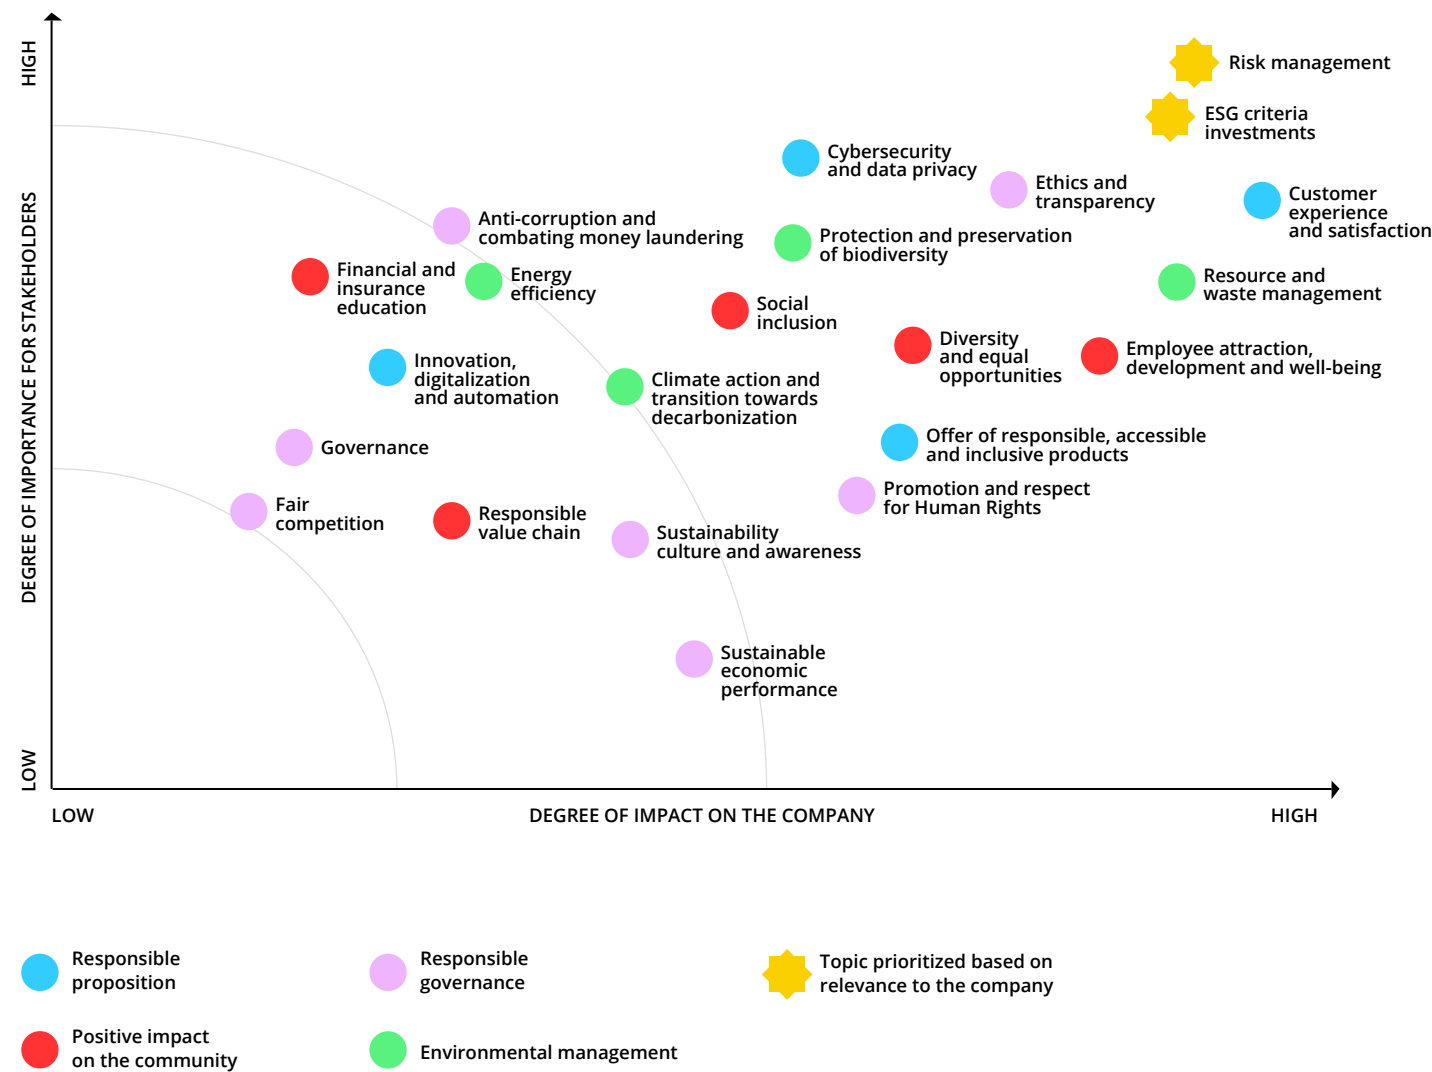 HIGH
DEGREE OF IMPORTANCE FOR STAKEHOLDERS
LOW
Risk management
ESG criteria
investments
Cybersecurity
and data privacy
Ethics and
transparency
Customer
experience
and satisfaction
Anti-corruption and
combating money laundering
Protection and preservation
of biodiversity
Financial and
insurance
education
Energy
efficiency
Resource and
waste management
Social
inclusion
Diversity
and equal
opportunities
Employee attraction,
development and well-being
Innovation,
digitalization
and automation
Climate action and
transition towards
decarbonization
Offer of responsible, accessible
and inclusive products
Governance
Promotion and respect
for Human Rights
Fair
competition
Responsible
value chain
Sustainability
culture and awareness
Sustainable
economic
performance
LOW
DEGREE OF IMPACT ON THE COMPANY
HIGH
Responsible
proposition
Responsible
governance
Topic prioritized based on
relevance to the company
Positive impact
on the community
Environmental management